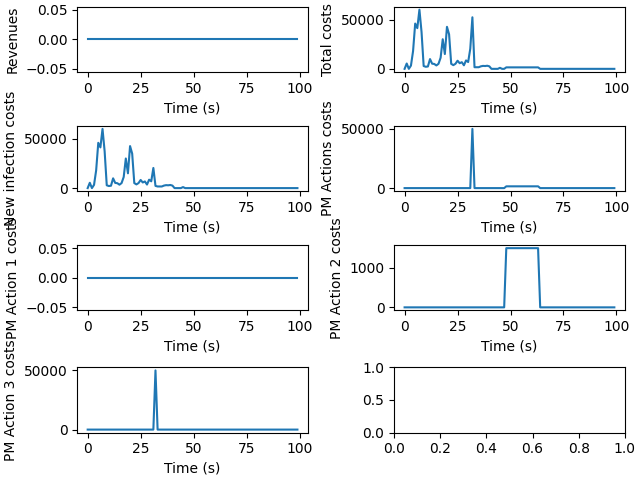 Revenues
0.05
0.00
−0.05
0 25 50 75 100
Time (s)
Total costs
50000
0
0 25 50 75 100
Time (s)
New infection costs
50000
0
0 25 50 75 100
Time (s)
PM Actions costs
50000
0
0 25 50 75 100
Time (s)
PM Action 1 costs
0.05
0.00
−0.05
0 25 50 75 100
Time (s)
PM Action 2 costs
1000
0
0 25 50 75 100
Time (s)
PM Action 3 costs
50000
0
0 25 50 75 100
Time (s)
1.0
0.5
0.0
0.0 0.2 0.4 0.6 0.8 1.0